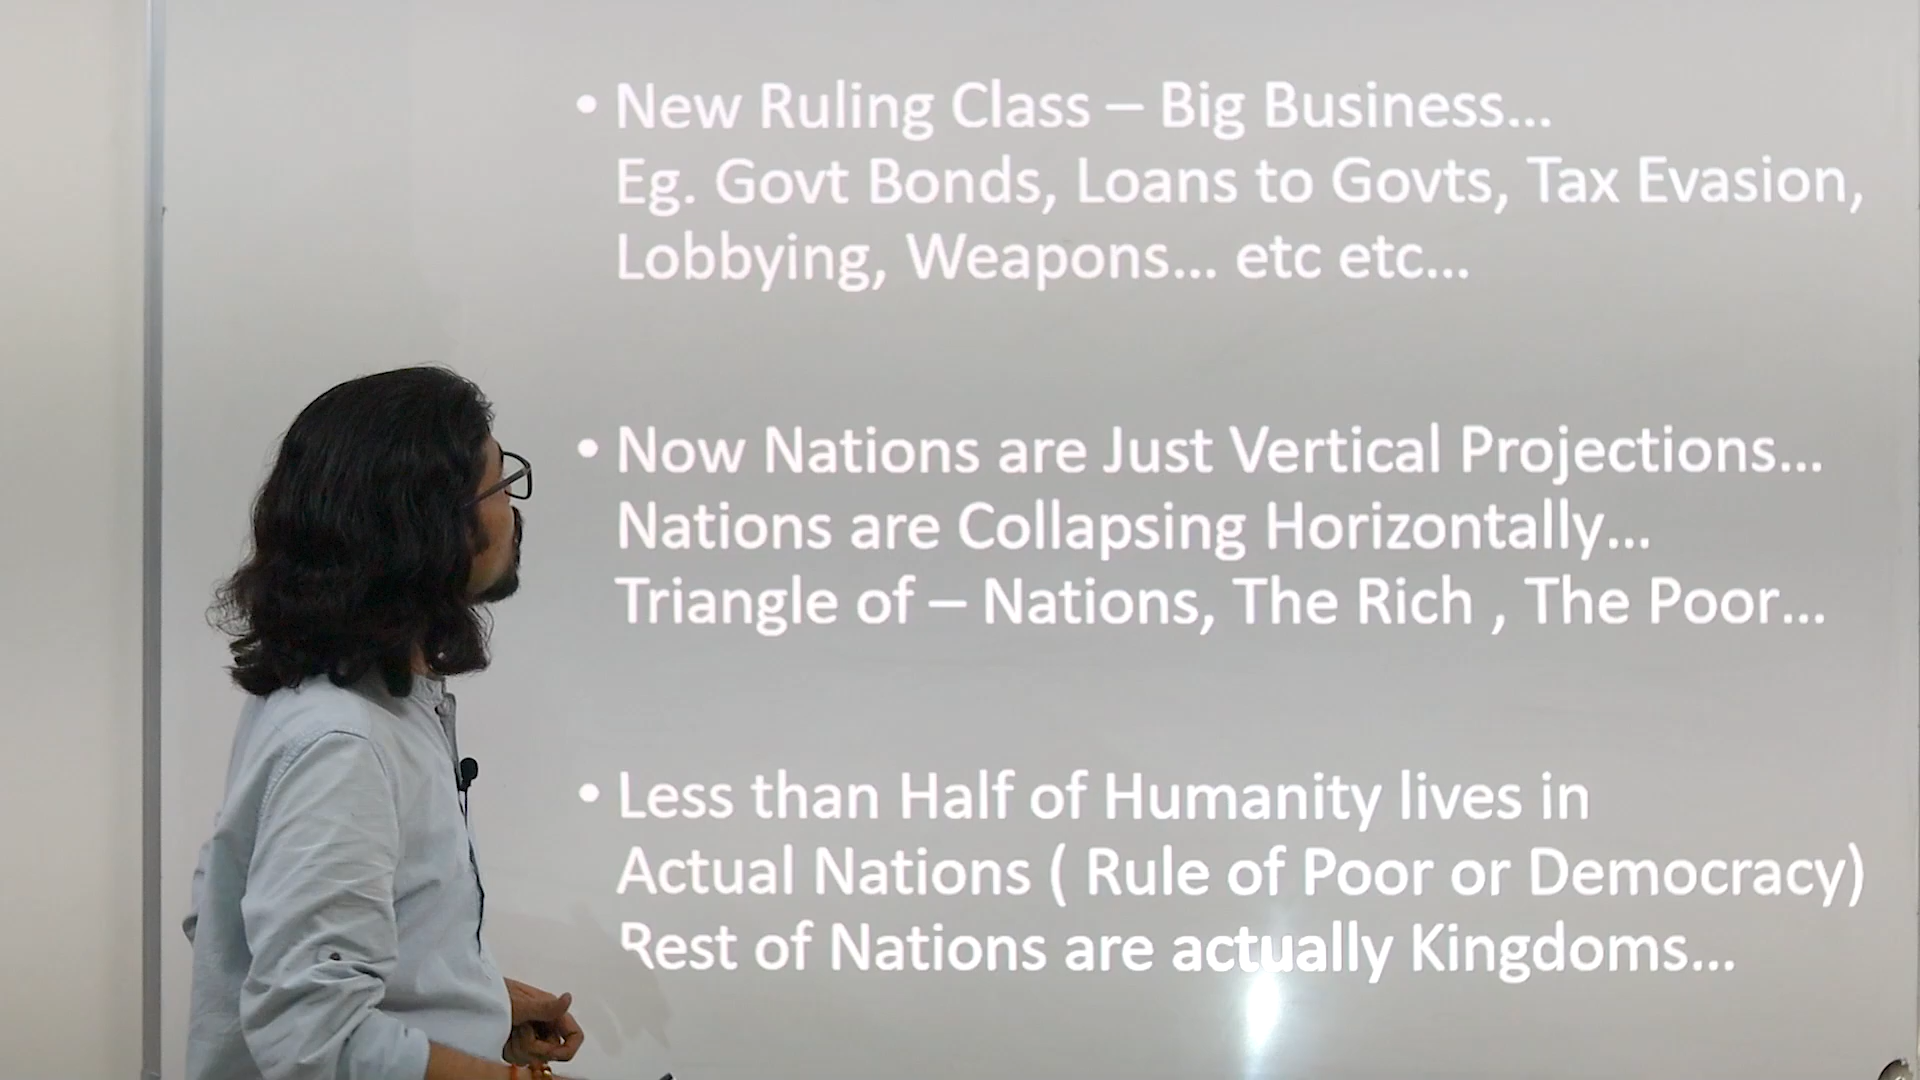 • New Ruling Class – Big Business...
Eg. Govt Bonds, Loans to Govts, Tax Evasion,
Lobbying, Weapons... etc etc...
• Now Nations are Just Vertical Projections...
Nations are Collapsing Horizontally...
Triangle of – Nations, The Rich , The Poor...
• Less than Half of Humanity lives in
Actual Nations ( Rule of Poor or Democracy)
Rest of Nations are actually Kingdoms...